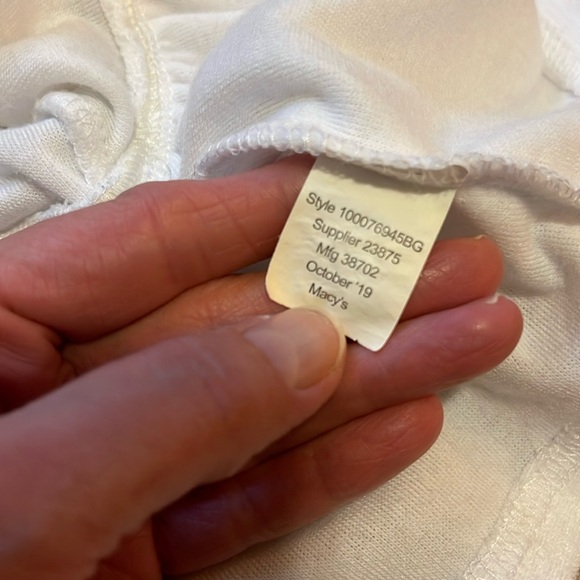 Style 100076945BG
Supplier 23875
Mfg 38702
October '19
Macy's